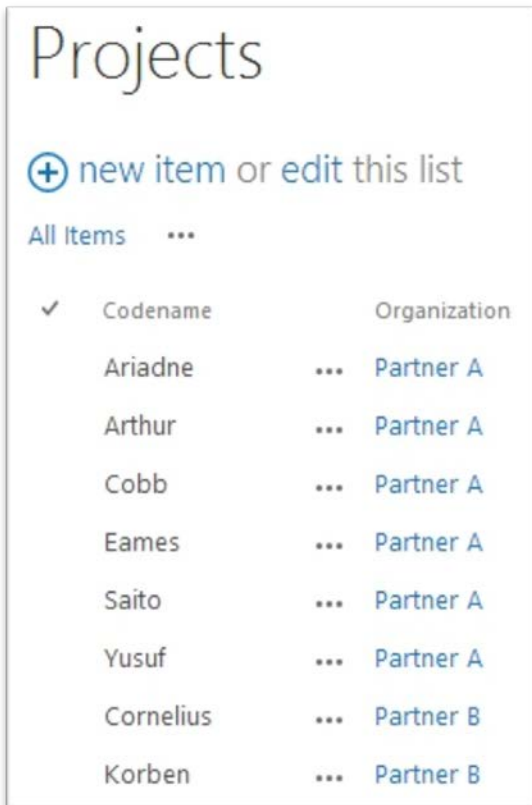 Projects
new item or edit this list
All Items ...
Codename Organization
Ariadne ... Partner A
Arthur ... Partner A
Cobb ... Partner A
Eames ... Partner A
Saito ... Partner A
Yusuf ... Partner A
Cornelius ... Partner B
Korben ... Partner B